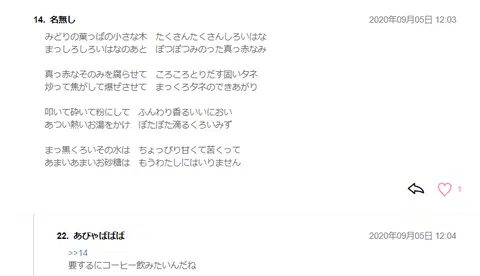 14. 名無し 2020年09月05日 12:03
みどりの葉っぱの小さな木　たくさんたくさんしろいはな
まっしろしろいはなのあと　ぽつぽつみのった真っ赤なみ
真っ赤なそのみを腐らせて　ころころとりだす固いタネ
炒って焦がして爆ぜさせて　まっくろタネのできあがり
叩いて砕いて粉にして　ふんわり香るいいにおい
あつい熱いお湯をかけ　ぽたぽた滴るくろいみず
まっ黒くろいその水は　ちょっぴり甘くて苦くって
あまいあまいお砂糖は　もうわたしにはいりません
1
22. あびゃばばば 2020年09月05日 12:04
>>14
要するにコーヒー飲みたいんだね